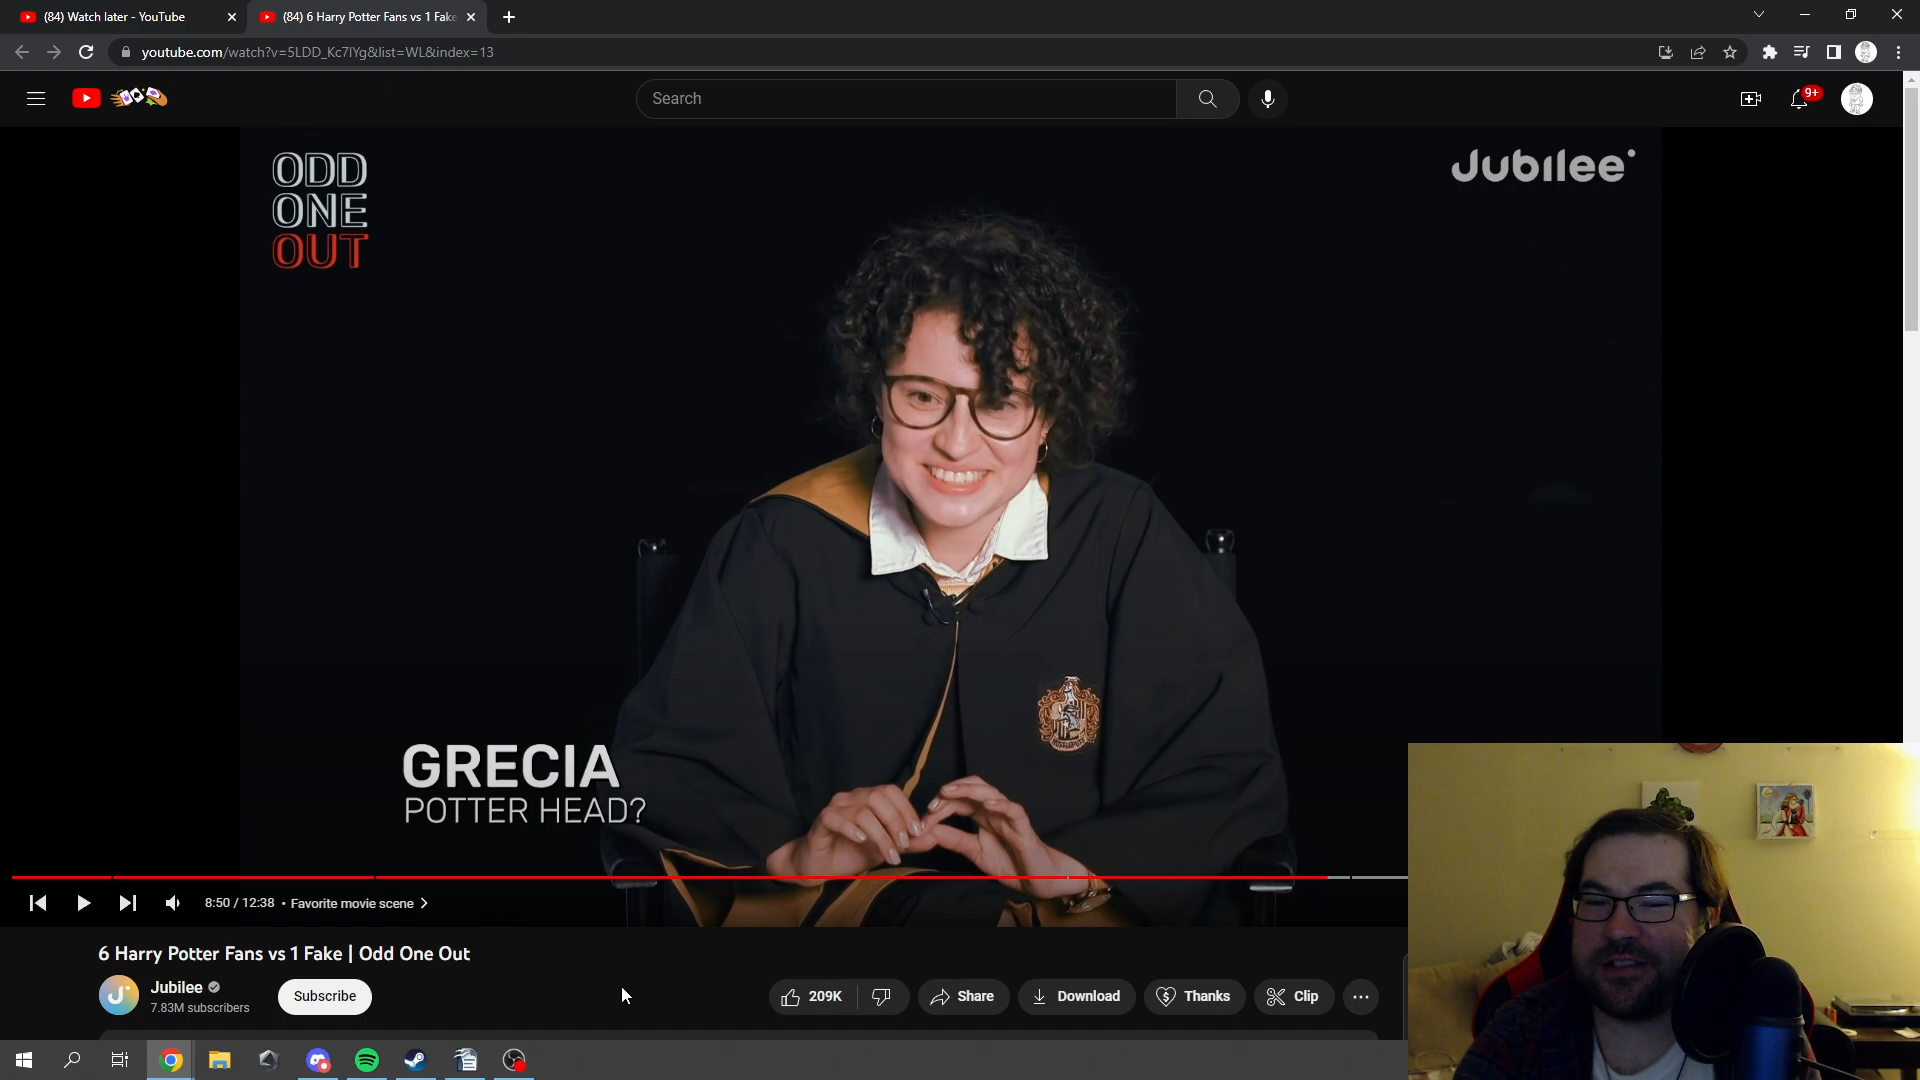 (84) Watch later - YouTube
(84) 6 Harry Potter Fans vs 1 Fake
youtube.com/watch?v=5LDD_Kc7lYg&list=WL&index=13
Search
9+
ODD
ONE
OUT
Jubilee
GRECIA
POTTER HEAD?
8:50 / 12:38 • Favorite movie scene
6 Harry Potter Fans vs 1 Fake | Odd One Out
Jubilee
7.83M subscribers
Subscribe
209K
Share
Download
Thanks
Clip